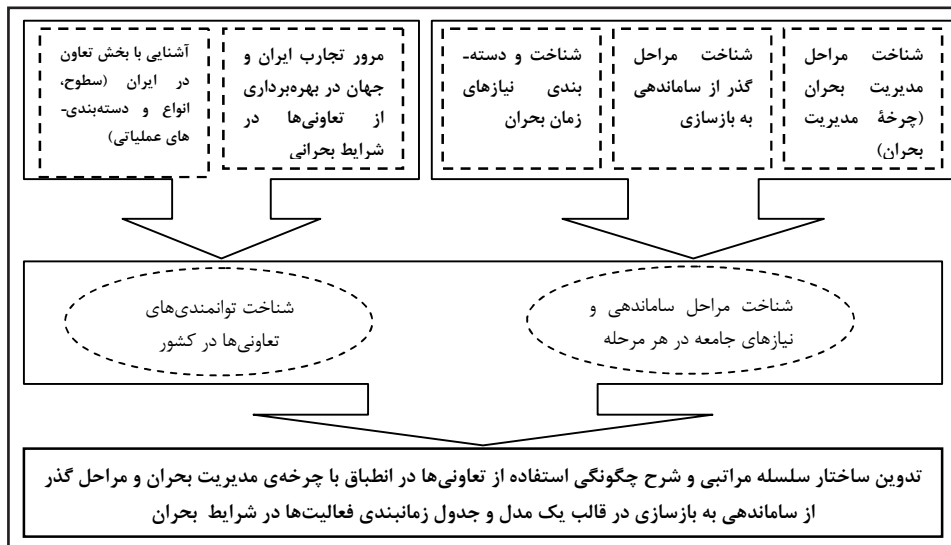 شناخت مراحل
مدیریت بحران
(چرخهٔ مدیریت
بحران)
شناخت مراحل
گذر از ساماندهی
به بازسازی
شناخت و دسته-
بندی نیازهای
زمان بحران
مرور تجارب ایران و
جهان در بهره‌برداری
از تعاونی‌ها در
شرایط بحرانی
آشنایی با بخش تعاون
در ایران (سطوح،
انواع و دسته‌بندی-
های عملیاتی)
شناخت مراحل ساماندهی و
نیازهای جامعه در هر مرحله
شناخت توانمندی‌های
تعاونی‌ها در کشور
تدوین ساختار سلسله مراتبی و شرح چگونگی استفاده از تعاونی‌ها در انطباق با چرخه‌ی مدیریت بحران و مراحل گذر
از ساماندهی به بازسازی در قالب یک مدل و جدول زمانبندی فعالیت‌ها در شرایط بحران